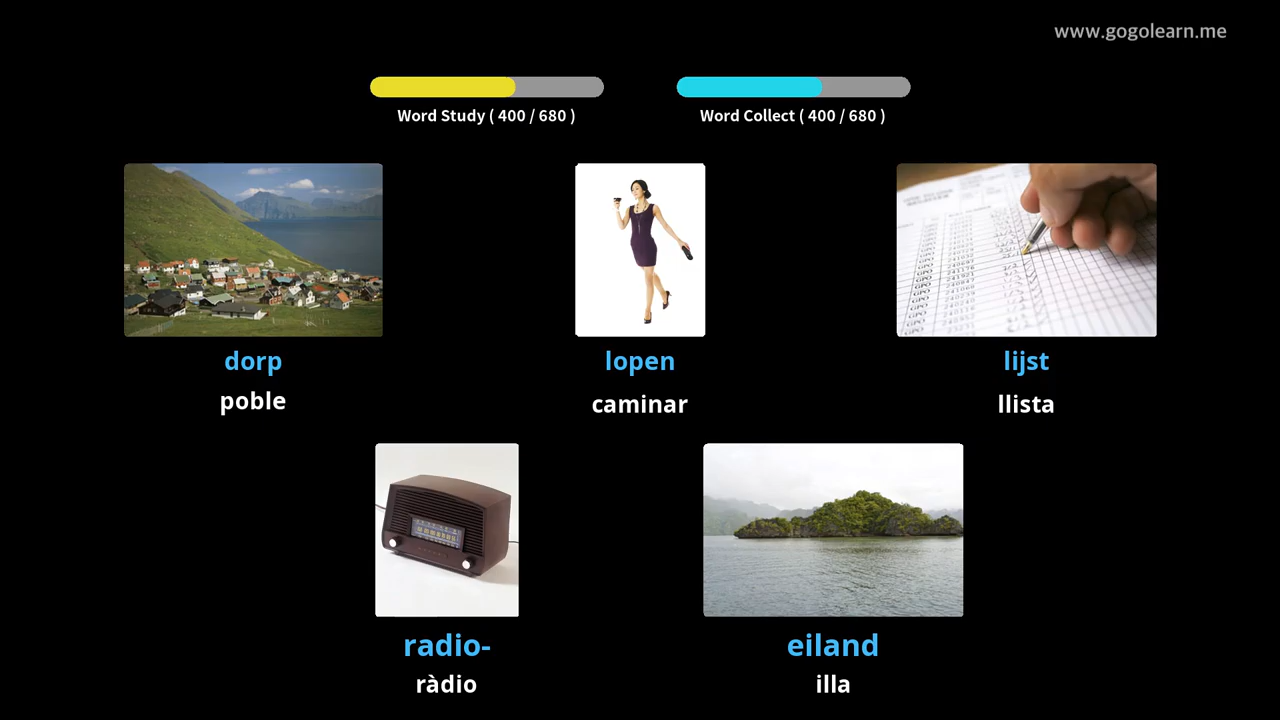 www.gogolearn.me
Word Study ( 400 / 680 )
Word Collect ( 400 / 680 )
dorp
poble
lopen
caminar
lijst
llista
radio-
ràdio
eiland
illa